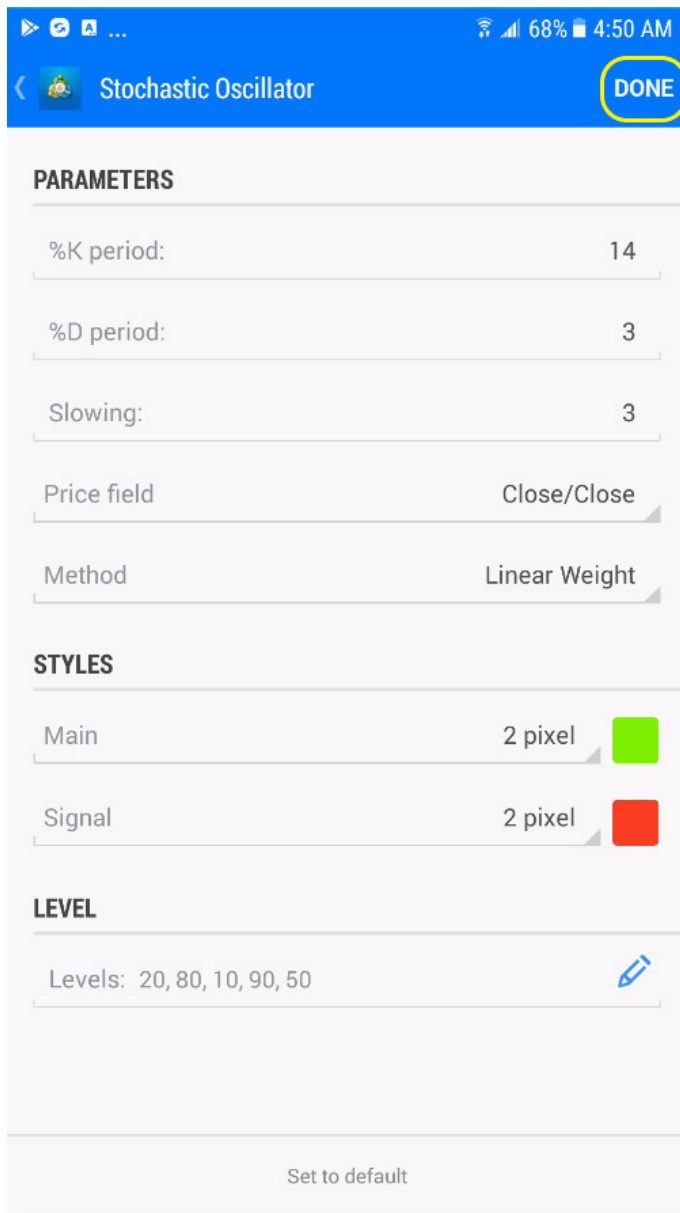 ... 68% 4:50 AM
Stochastic Oscillator DONE
PARAMETERS
%K period: 14
%D period: 3
Slowing: 3
Price field Close/Close
Method Linear Weight
STYLES
Main 2 pixel
Signal 2 pixel
LEVEL
Levels: 20, 80, 10, 90, 50
Set to default